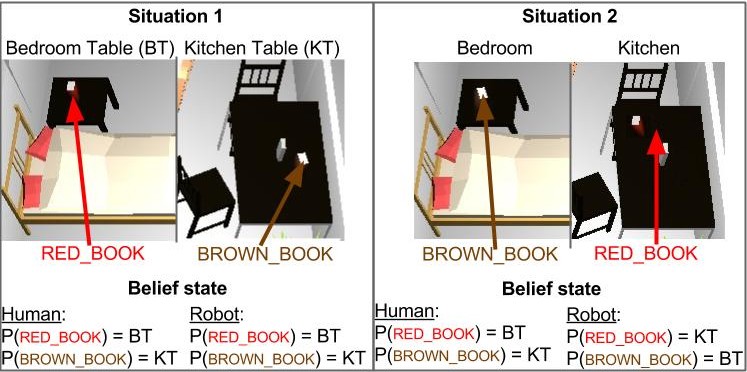 Situation 1
Bedroom Table (BT) Kitchen Table (KT)
RED_BOOK
BROWN_BOOK
Belief state
Human:
P(RED_BOOK) = BT
P(BROWN_BOOK) = KT
Robot:
P(RED_BOOK) = BT
P(BROWN_BOOK) = KT
Situation 2
Bedroom Kitchen
BROWN_BOOK
RED_BOOK
Belief state
Human:
P(RED_BOOK) = BT
P(BROWN_BOOK) = KT
Robot:
P(RED_BOOK) = KT
P(BROWN_BOOK) = BT